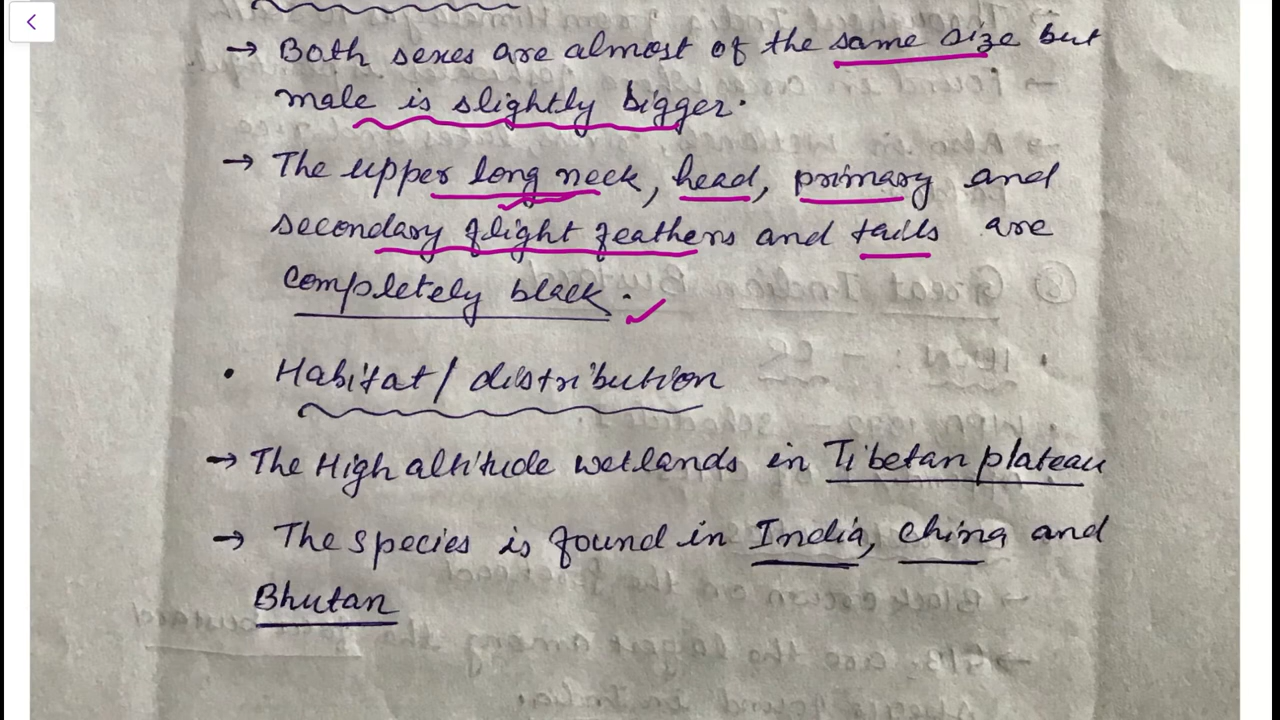 → Both sexes are almost of the same size but
male is slightly bigger.
→ The upper long neck, head, primary and
secondary flight feathers and tails are
completely black.
• Habitat / distribution
→ The High altitude wetlands in Tibetan plateau
→ The species is found in India, china and
Bhutan